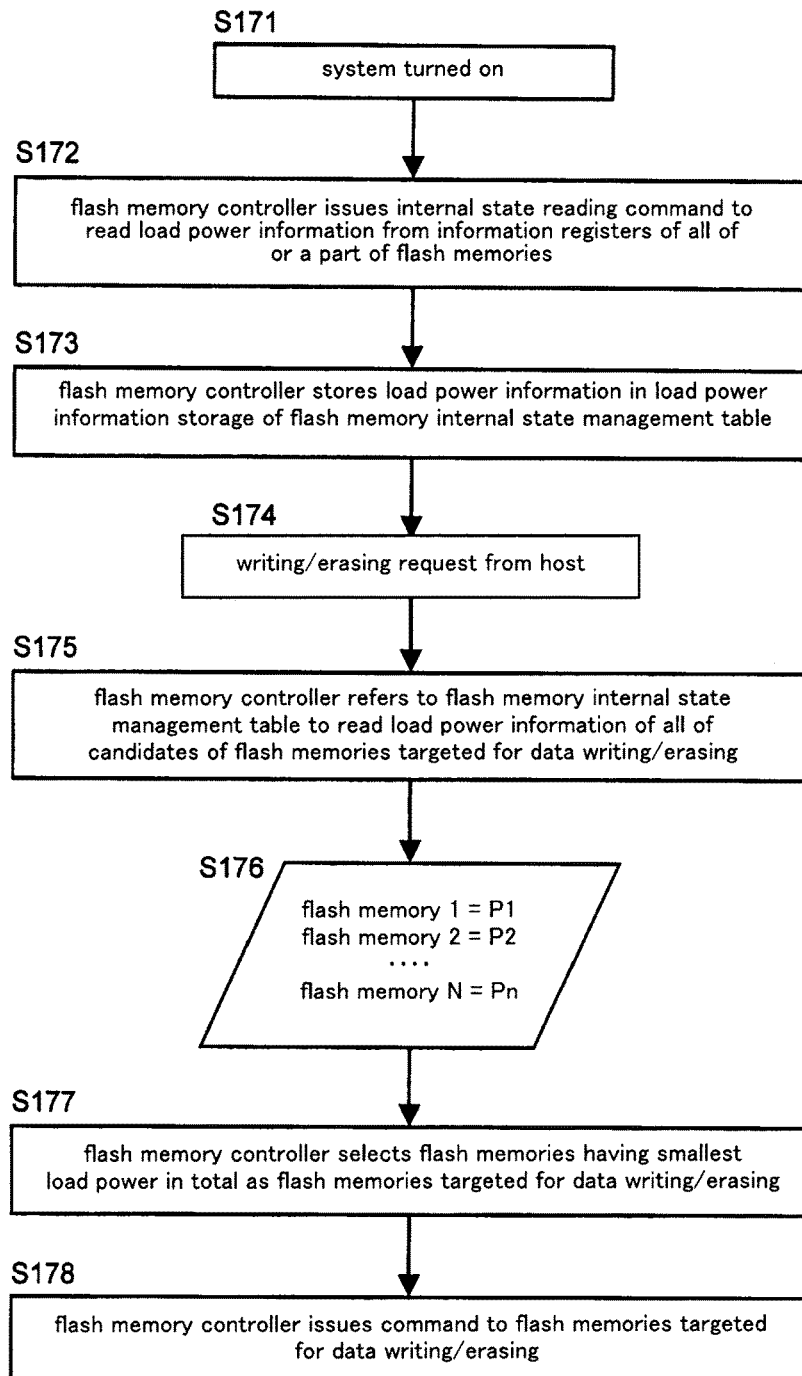 S171
system turned on
S172
flash memory controller issues internal state reading command to
read load power information from information registers of all of
or a part of flash memories
S173
flash memory controller stores load power information in load power
information storage of flash memory internal state management table
S174
writing/erasing request from host
S175
flash memory controller refers to flash memory internal state
management table to read load power information of all of
candidates of flash memories targeted for data writing/erasing
S176
flash memory 1 = P1
flash memory 2 = P2
....
flash memory N = Pn
S177
flash memory controller selects flash memories having smallest
load power in total as flash memories targeted for data writing/erasing
S178
flash memory controller issues command to flash memories targeted
for data writing/erasing